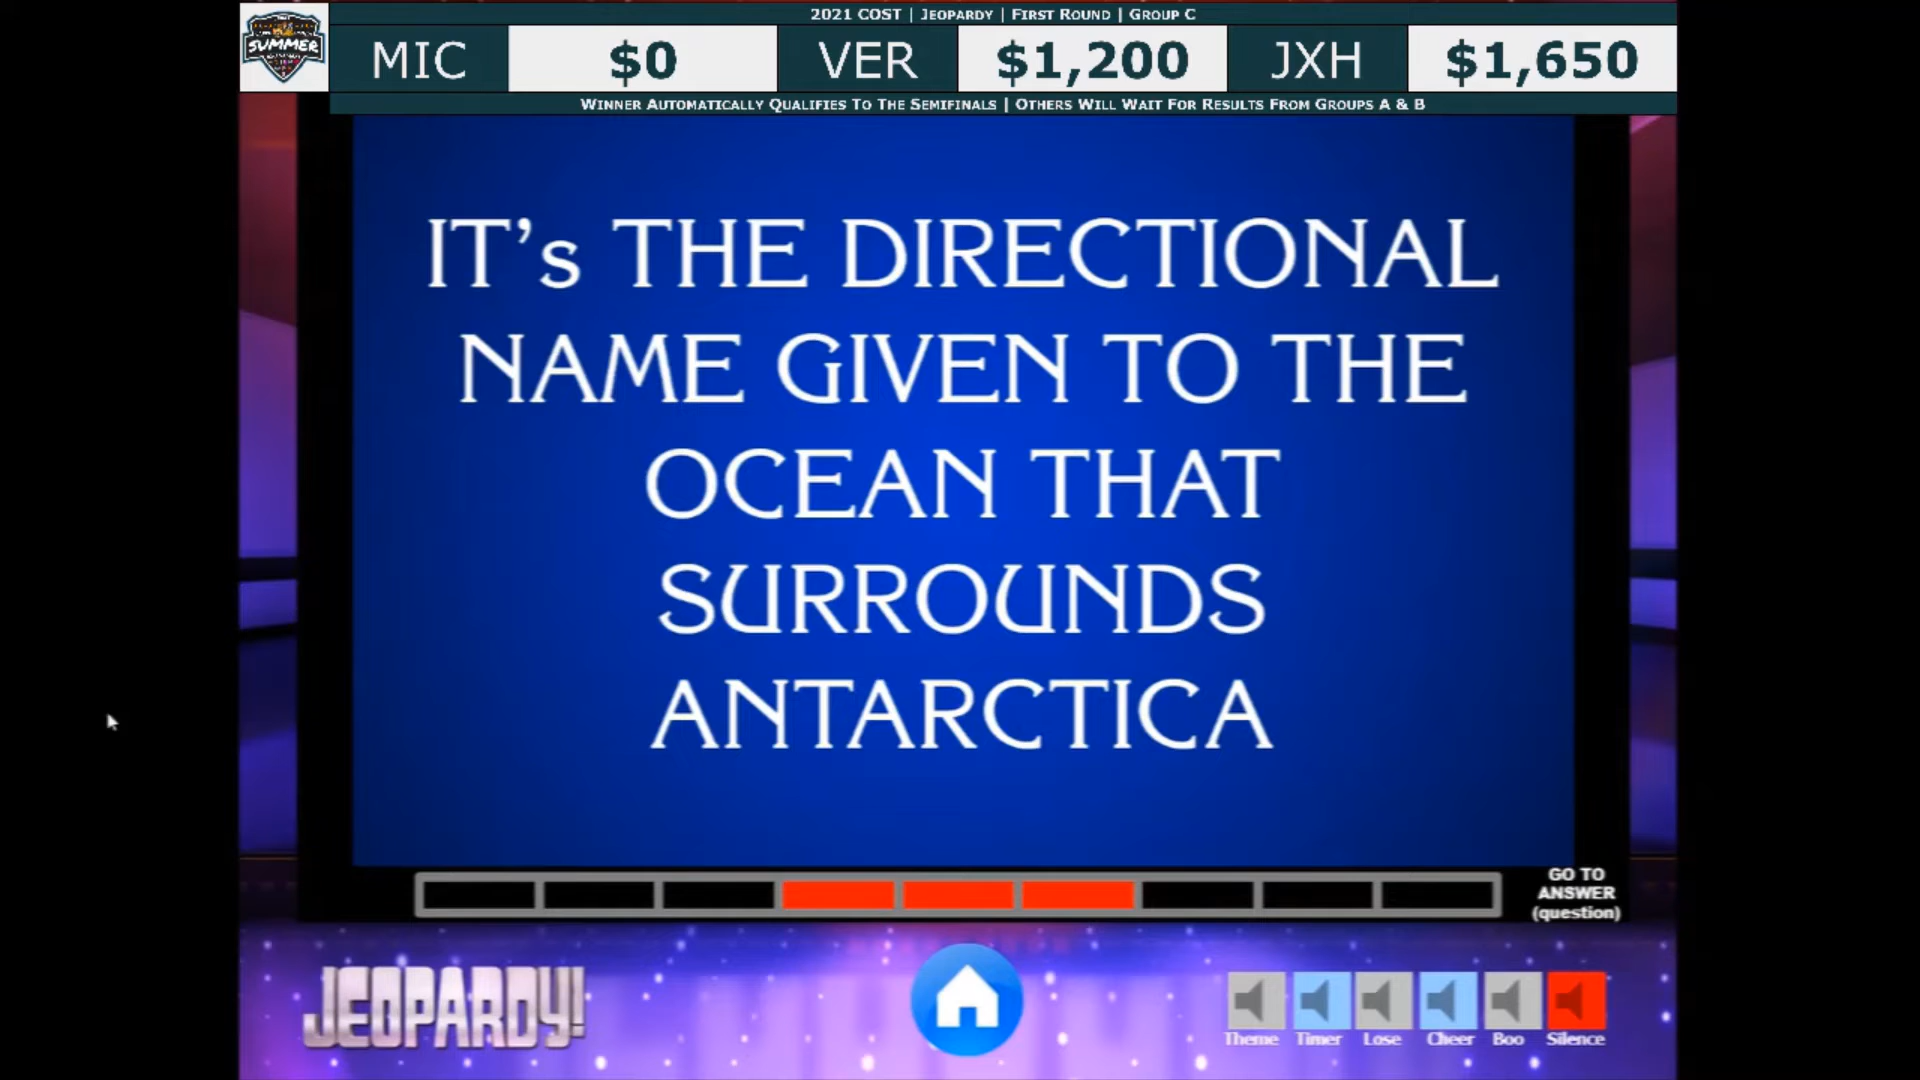 2021 COST | JEOPARDY | FIRST ROUND | GROUP C
SUMMER
MIC $0 VER $1,200 JXH $1,650
WINNER AUTOMATICALLY QUALIFIES TO THE SEMIFINALS | OTHERS WILL WAIT FOR RESULTS FROM GROUPS A & B
IT's THE DIRECTIONAL
NAME GIVEN TO THE
OCEAN THAT
SURROUNDS
ANTARCTICA
GO TO
ANSWER
(question)
JEOPARDY!
Theme Timer Lose Cheer Boo Silence